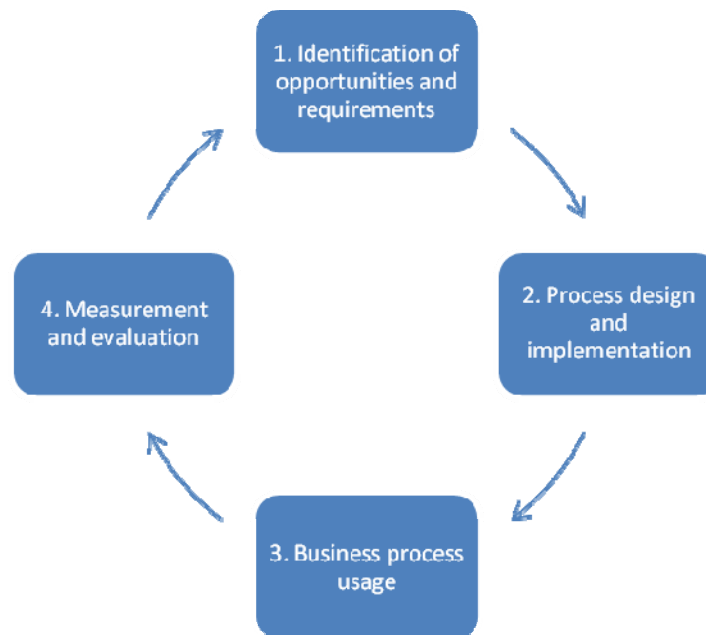 1. Identification of
opportunities and
requirements
2. Process design
and
implementation
3. Business process
usage
4. Measurement
and evaluation